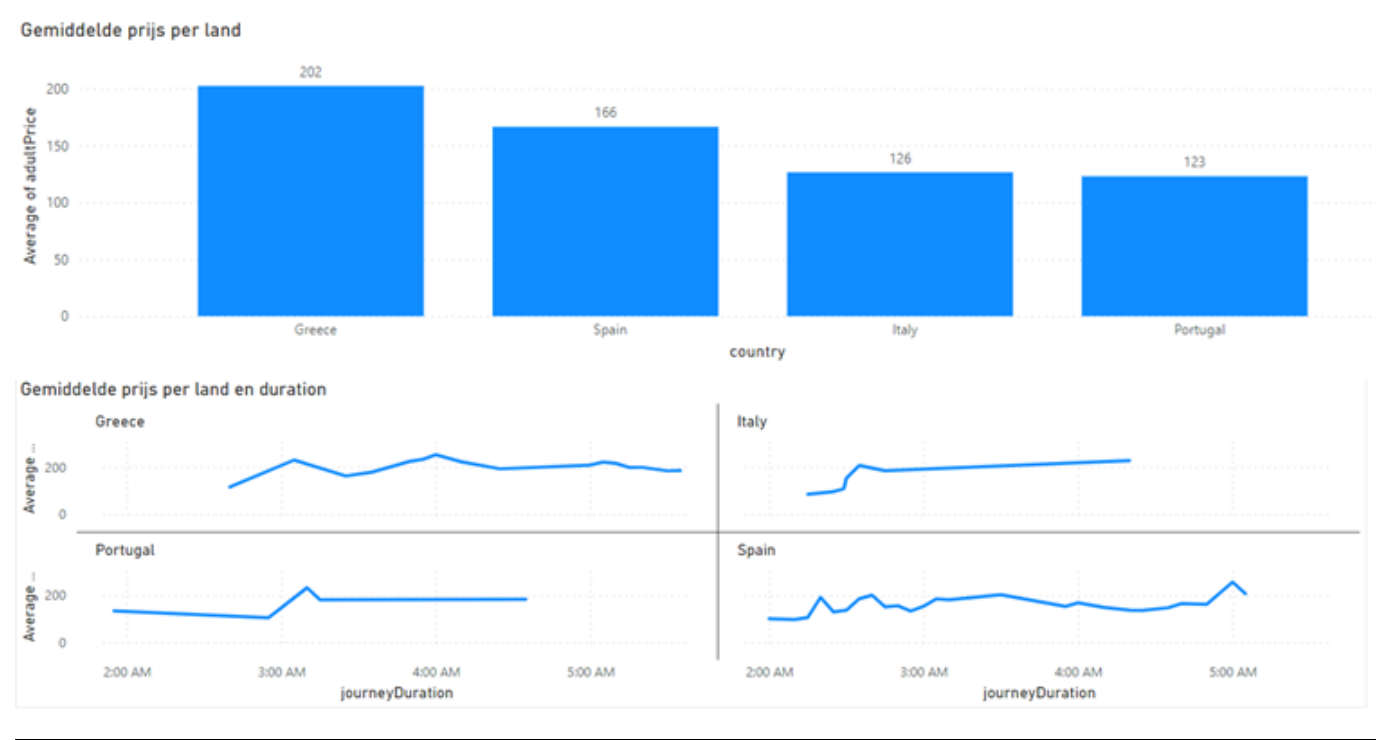 Gemiddelde prijs per land
Average of adultPrice
200
150
100
50
0
202
166
126
123
Greece
Spain
Italy
Portugal
country
Gemiddelde prijs per land en duration
Greece
Italy
Average ...
200
0
Portugal
Spain
Average ...
200
0
2:00 AM 3:00 AM 4:00 AM 5:00 AM
2:00 AM 3:00 AM 4:00 AM 5:00 AM
journeyDuration
journeyDuration